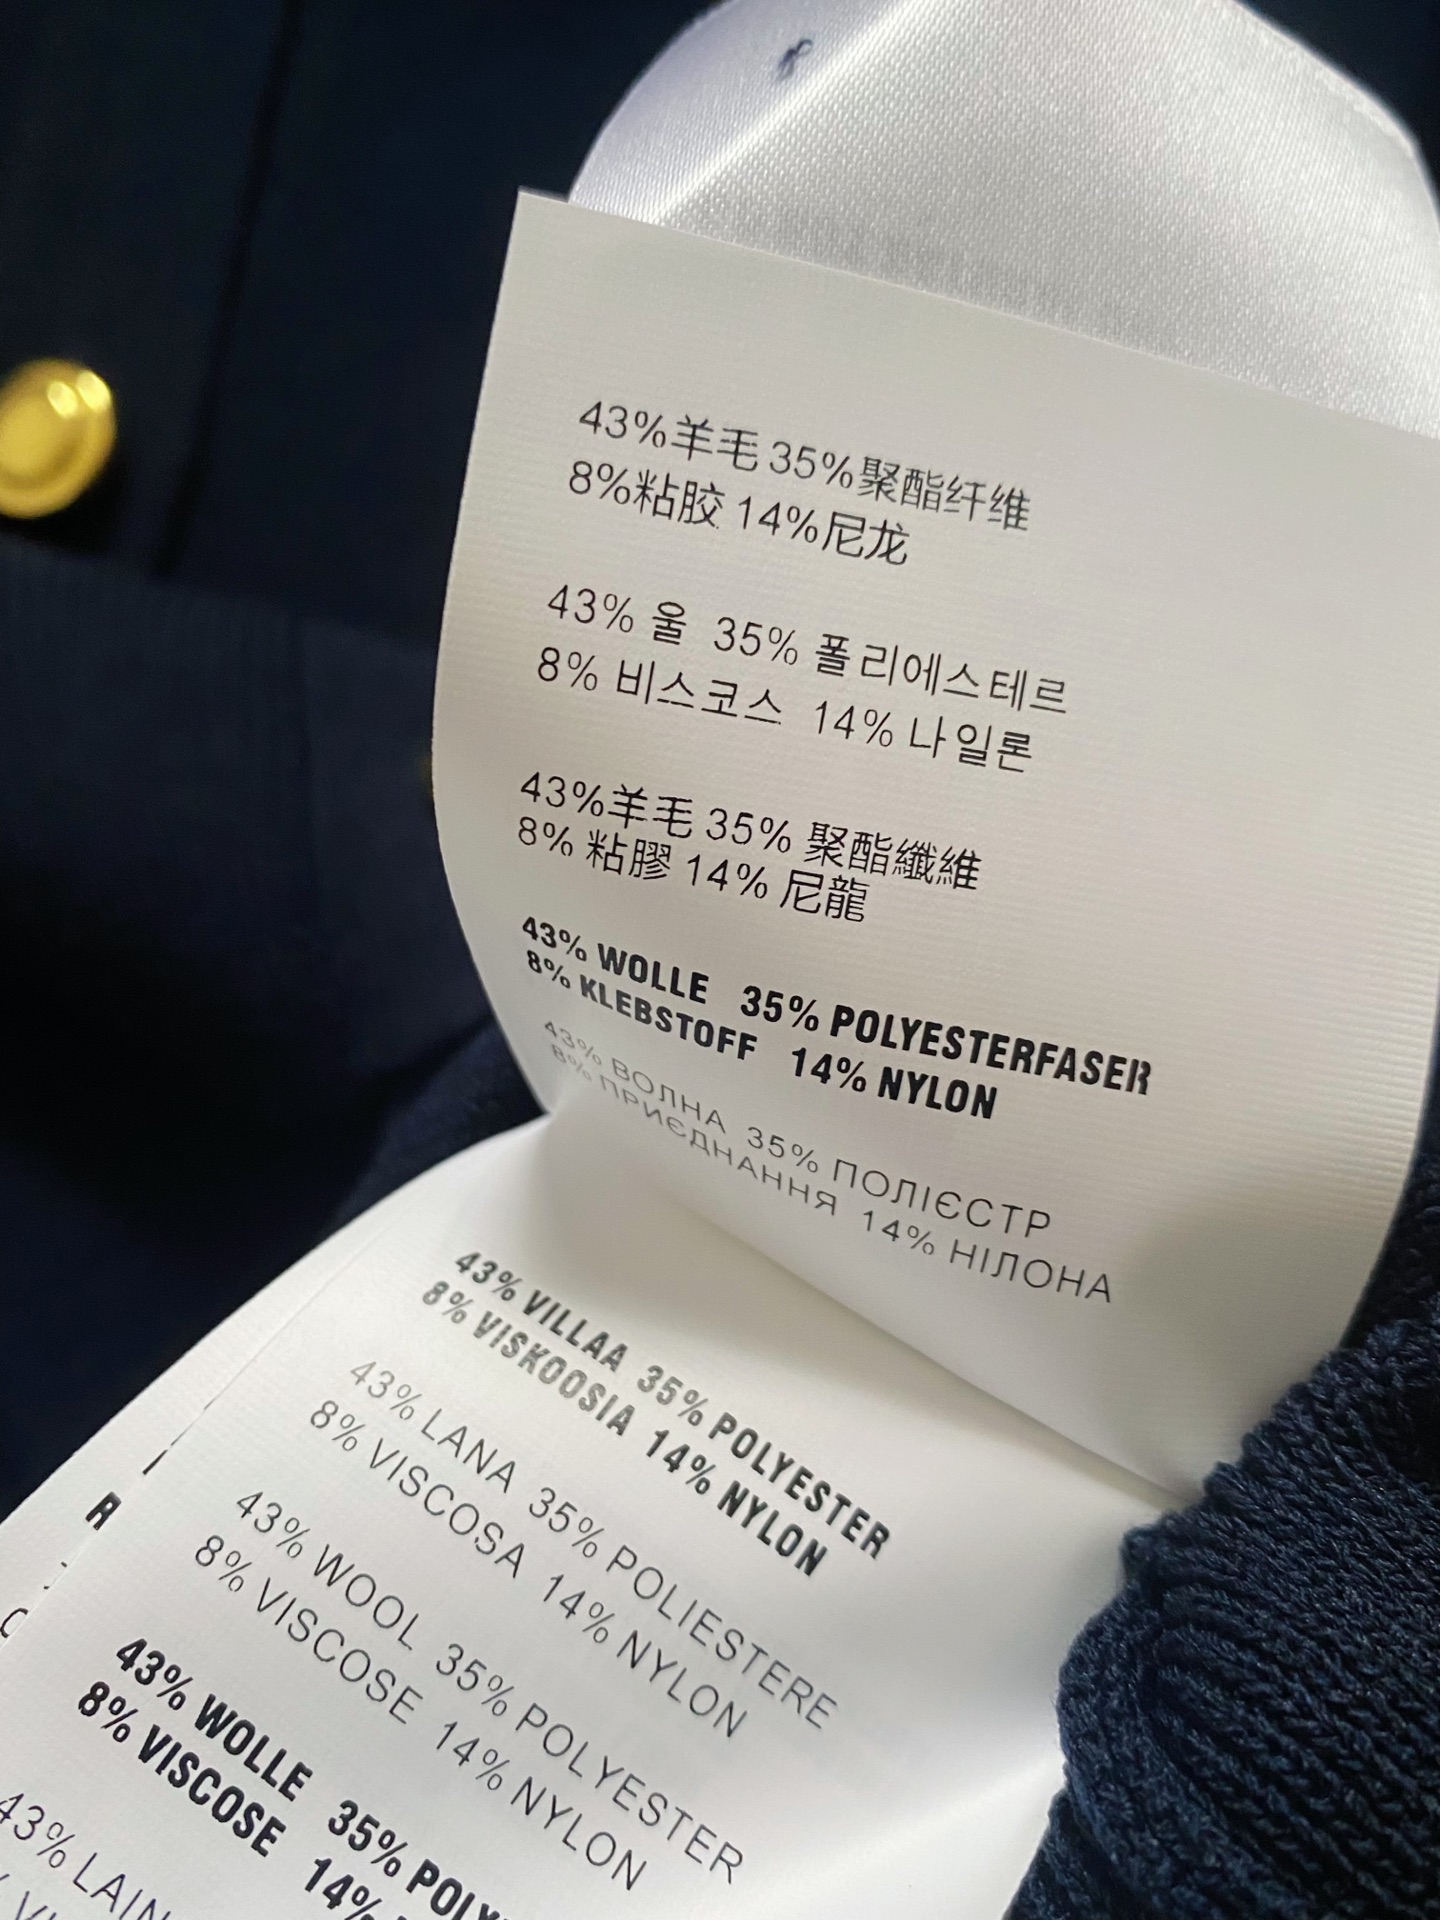 43%羊毛 35%聚酯纤维
8%粘胶 14%尼龙
43% 울 35% 폴리에스테르
8% 비스코스 14% 나일론
43%羊毛 35% 聚酯纖維
8% 粘膠 14% 尼龍
43% WOLLE 35% POLYESTERFASER
8% KLEBSTOFF 14% NYLON
43% ВОЛНА 35% ПОЛІЄСТР
8% ПРИЄДНАННЯ 14% НІЛОНА
43% VILLAA 35% POLYESTER
8% VISKOOSIA 14% NYLON
43% LANA 35% POLIESTERE
8% VISCOSA 14% NYLON
43% WOOL 35% POLYESTER
8% VISCOSE 14% NYLON
43% WOLLE 35% POLY
8% VISCOSE 14%
43% LAIN